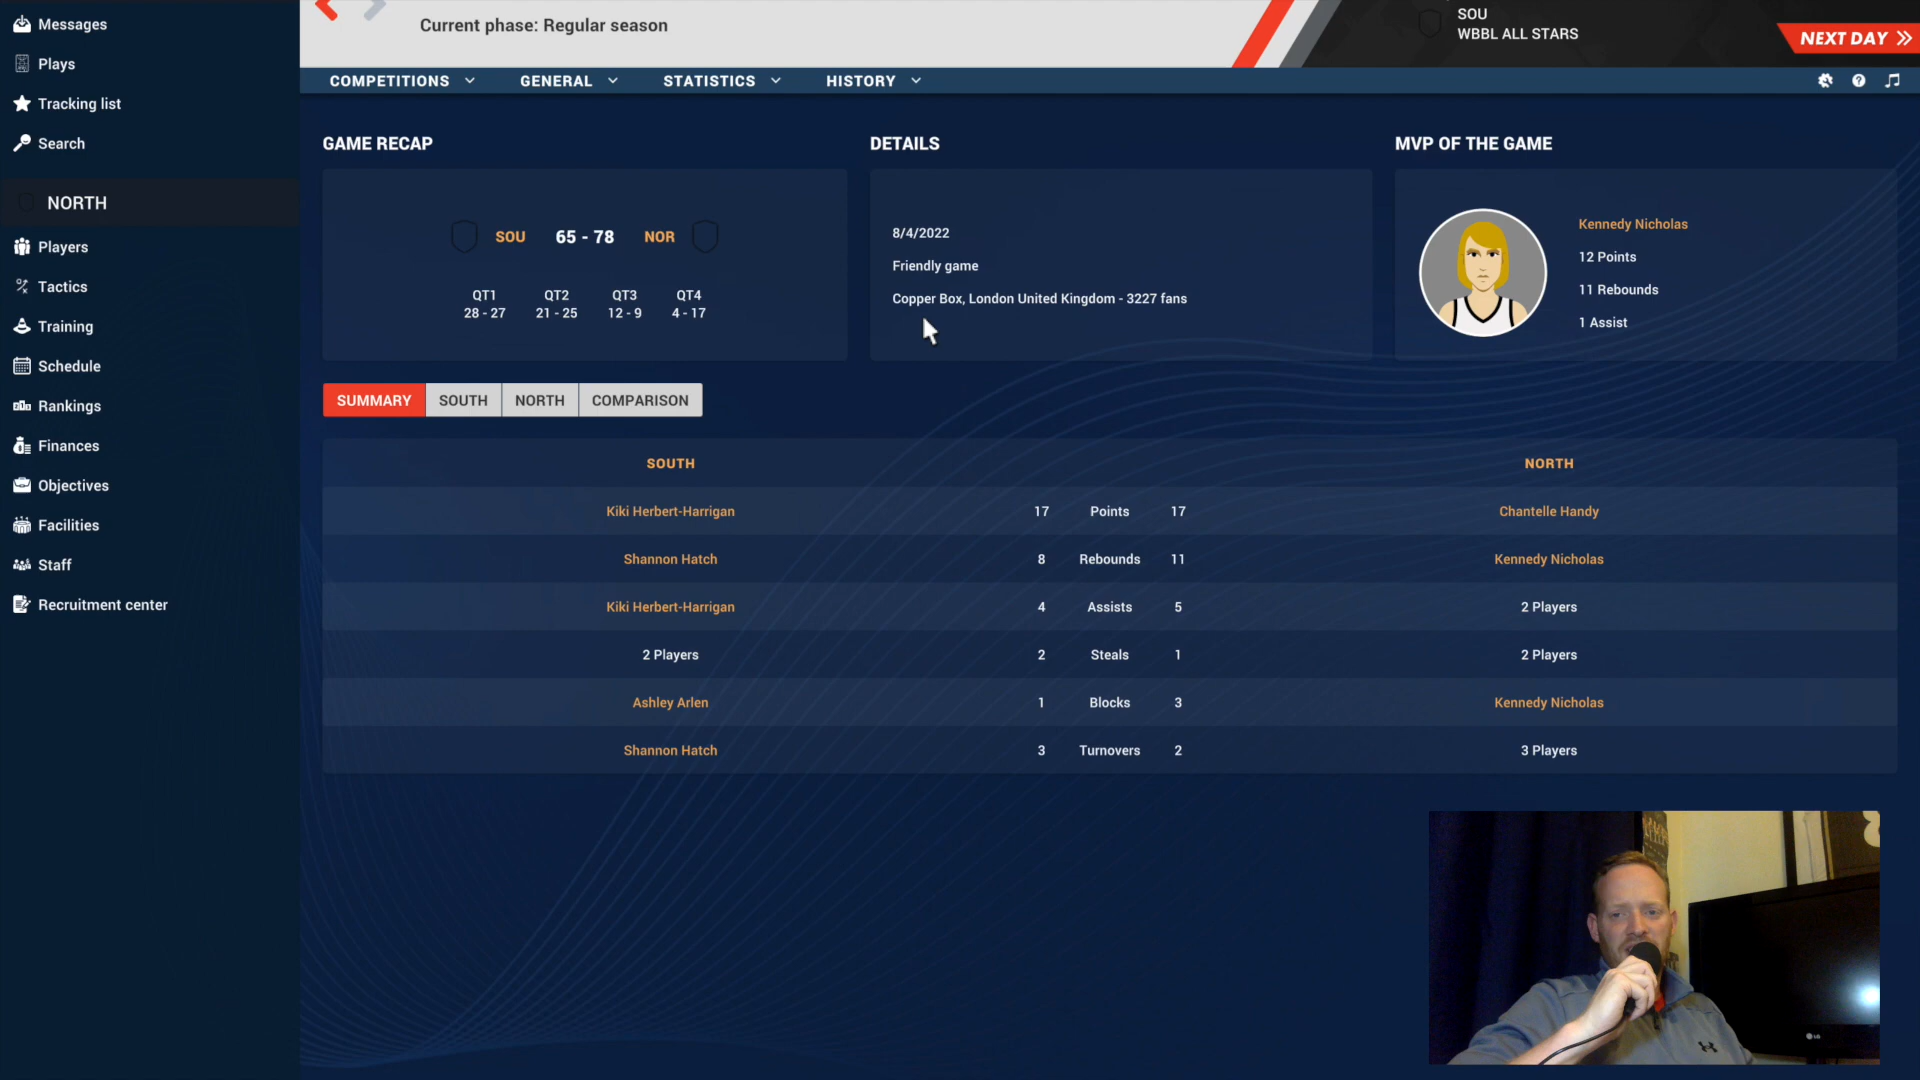 Messages
Plays
Tracking list
Search
NORTH
Players
Tactics
Training
Schedule
Rankings
Finances
Objectives
Facilities
Staff
Recruitment center
Current phase: Regular season
SOU
WBBL ALL STARS
NEXT DAY
COMPETITIONS GENERAL STATISTICS HISTORY
GAME RECAP
SOU 65 - 78 NOR
QT1 QT2 QT3 QT4
28 - 27 21 - 25 12 - 9 4 - 17
DETAILS
8/4/2022
Friendly game
Copper Box, London United Kingdom - 3227 fans
MVP OF THE GAME
Kennedy Nicholas
12 Points
11 Rebounds
1 Assist
SUMMARY SOUTH NORTH COMPARISON
SOUTH NORTH
Kiki Herbert-Harrigan 17 Points 17 Chantelle Handy
Shannon Hatch 8 Rebounds 11 Kennedy Nicholas
Kiki Herbert-Harrigan 4 Assists 5 2 Players
2 Players 2 Steals 1 2 Players
Ashley Arlen 1 Blocks 3 Kennedy Nicholas
Shannon Hatch 3 Turnovers 2 3 Players
LG